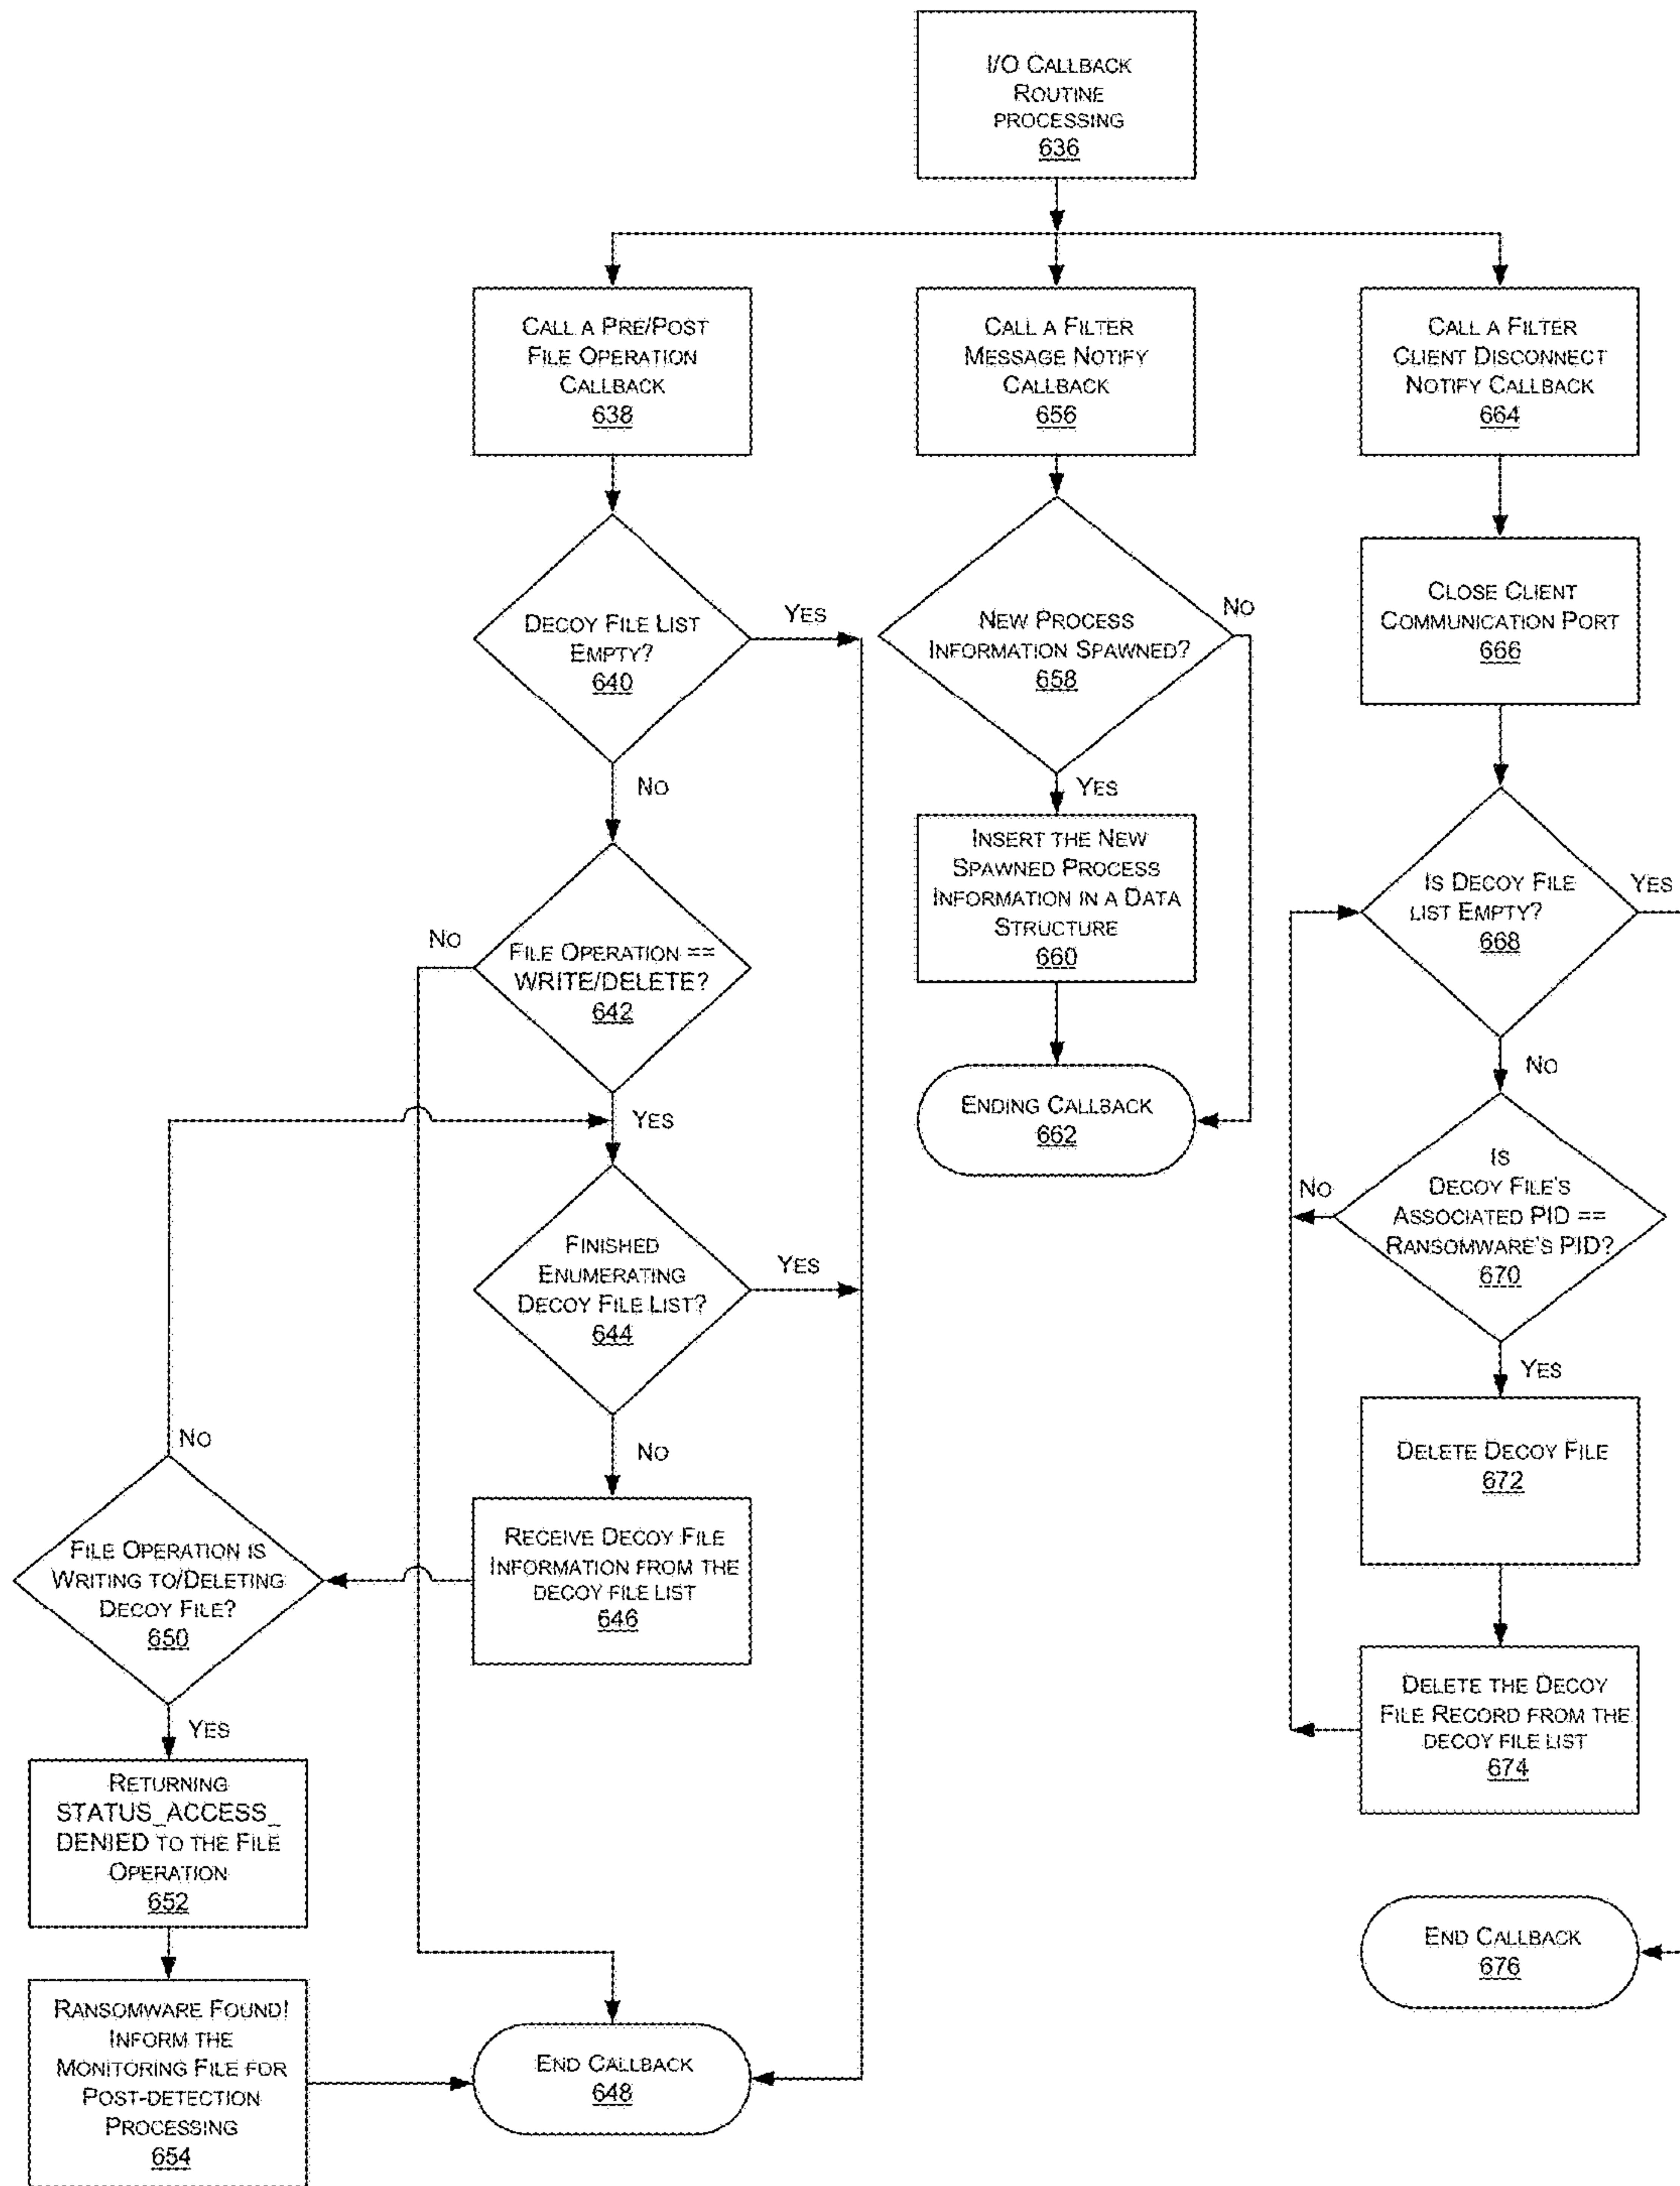 I/O CALLBACK
ROUTINE
PROCESSING
636
CALL A PRE/POST
FILE OPERATION
CALLBACK
638
CALL A FILTER
MESSAGE NOTIFY
CALLBACK
656
CALL A FILTER
CLIENT DISCONNECT
NOTIFY CALLBACK
664
DECOY FILE LIST
EMPTY?
640
YES
NO
NEW PROCESS
INFORMATION SPAWNED?
658
NO
YES
CLOSE CLIENT
COMMUNICATION PORT
666
INSERT THE NEW
SPAWNED PROCESS
INFORMATION IN A DATA
STRUCTURE
660
IS DECOY FILE
LIST EMPTY?
668
YES
NO
NO
FILE OPERATION ==
WRITE/DELETE?
642
YES
ENDING CALLBACK
662
IS
DECOY FILE'S
ASSOCIATED PID ==
RANSOMWARE'S PID?
670
NO
YES
FINISHED
ENUMERATING
DECOY FILE LIST?
644
YES
NO
DELETE DECOY FILE
672
NO
FILE OPERATION IS
WRITING TO/DELETING
DECOY FILE?
650
YES
RECEIVE DECOY FILE
INFORMATION FROM THE
DECOY FILE LIST
646
DELETE THE DECOY
FILE RECORD FROM THE
DECOY FILE LIST
674
RETURNING
STATUS_ACCESS_
DENIED TO THE FILE
OPERATION
652
END CALLBACK
676
RANSOMWARE FOUND!
INFORM THE
MONITORING FILE FOR
POST-DETECTION
PROCESSING
654
END CALLBACK
648